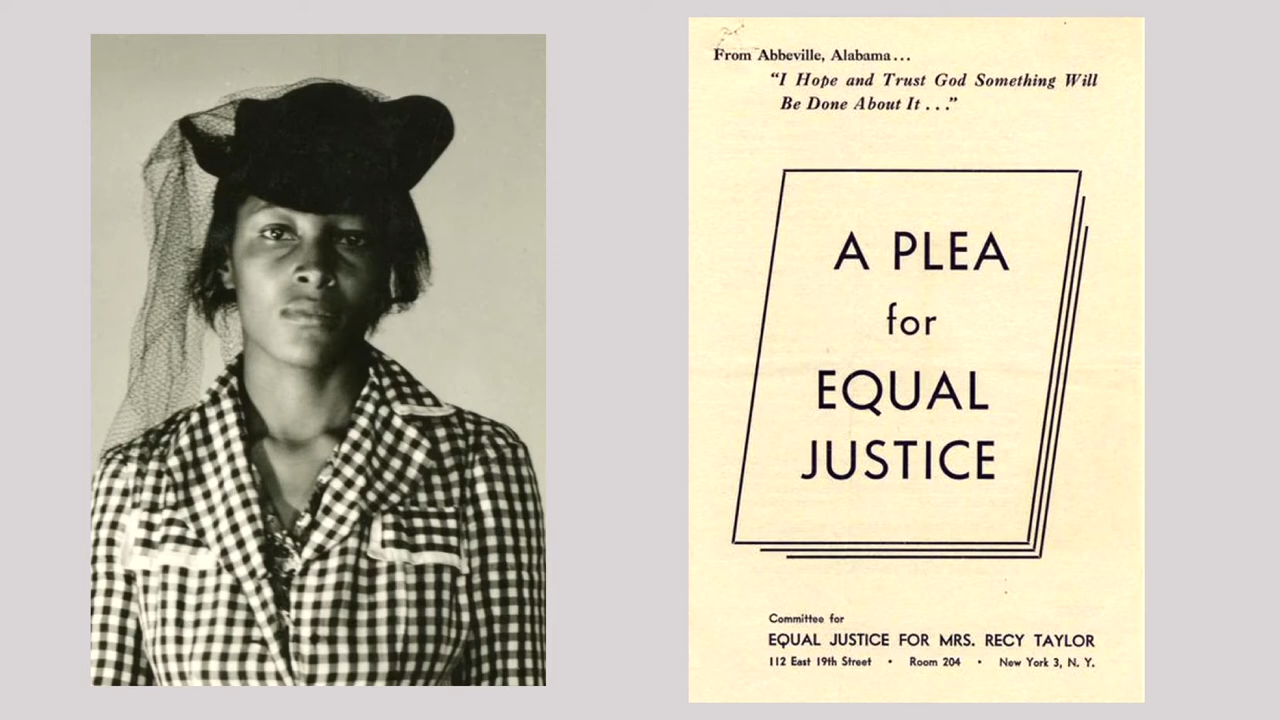 From Abbeville, Alabama...
"I Hope and Trust God Something Will
Be Done About It . . ."
A PLEA
for
EQUAL
JUSTICE
Committee for
EQUAL JUSTICE FOR MRS. RECY TAYLOR
112 East 19th Street • Room 204 • New York 3, N. Y.